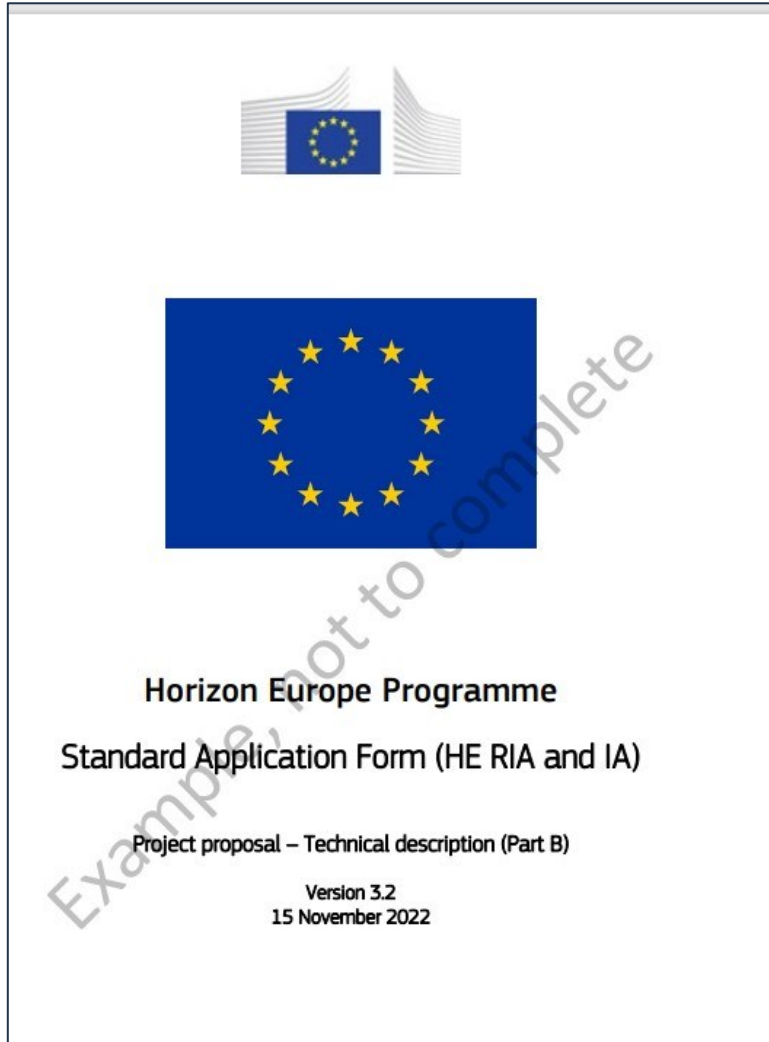 Example, not to complete
Horizon Europe Programme
Standard Application Form (HE RIA and IA)
Project proposal – Technical description (Part B)
Version 3.2
15 November 2022